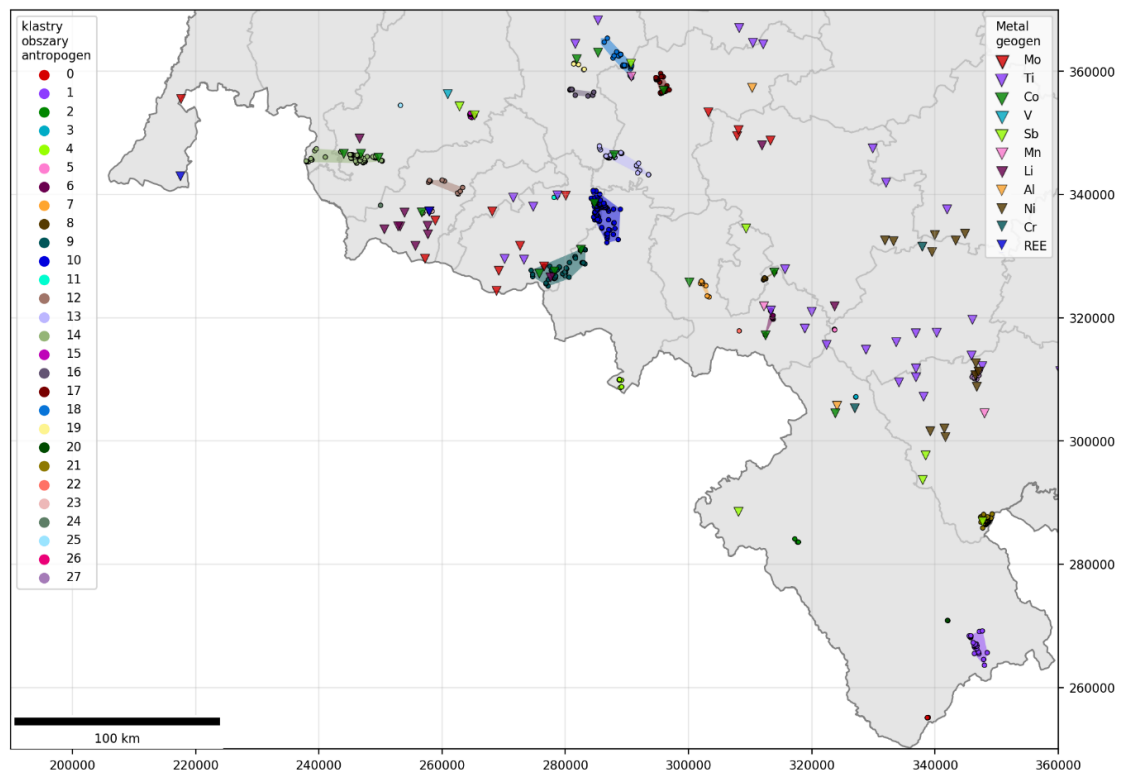 klastry
obszary
antropogen
0
1
2
3
4
5
6
7
8
9
10
11
12
13
14
15
16
17
18
19
20
21
22
23
24
25
26
27
Metal
geogen
Mo
Ti
Co
V
Sb
Mn
Li
Al
Ni
Cr
REE
360000
340000
320000
300000
280000
260000
100 km
200000
220000
240000
260000
280000
300000
320000
340000
360000